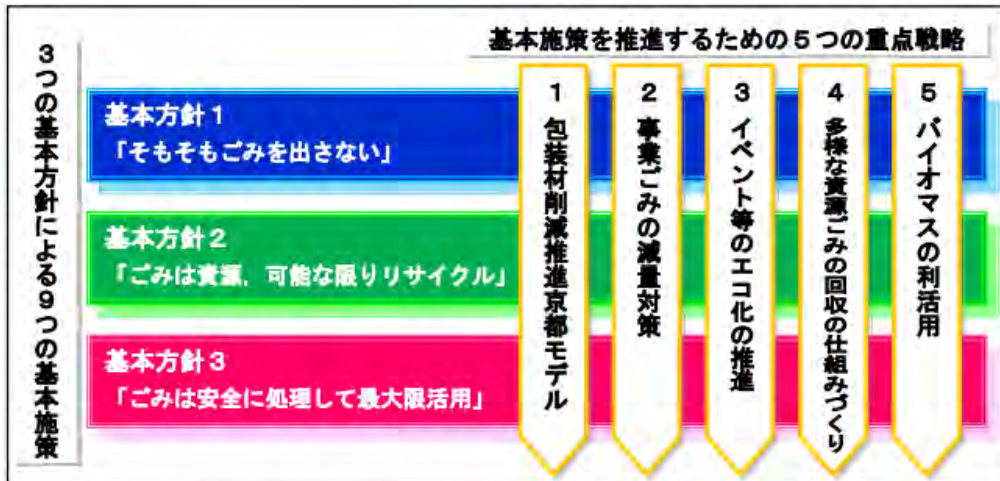 3つの基本方針による9つの基本施策
基本施策を推進するための5つの重点戦略
基本方針1
「そもそもごみを出さない」
基本方針2
「ごみは資源，可能な限りリサイクル」
基本方針3
「ごみは安全に処理して最大限活用」
1 包装材削減推進京都モデル
2 事業ごみの減量対策
3 イベント等のエコ化の推進
4 多様な資源ごみの回収の仕組みづくり
5 バイオマスの利活用